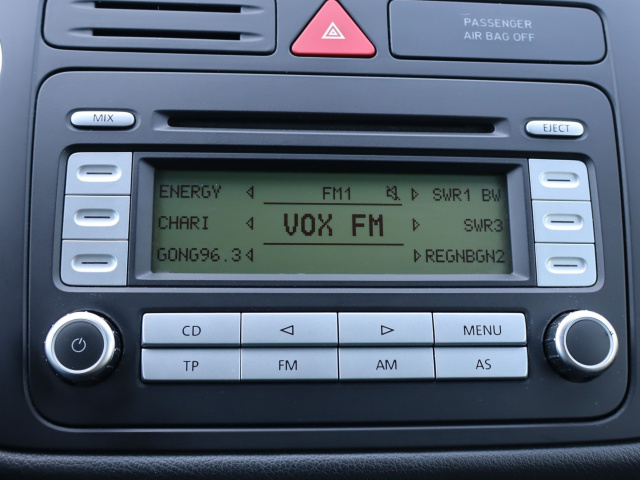 PASSENGER
AIR BAG OFF
MIX
EJECT
ENERGY FM1 SWR1 BW
CHARI VOX FM SWR3
GONG96.3 REGNBGN2
CD MENU
TP FM AM AS